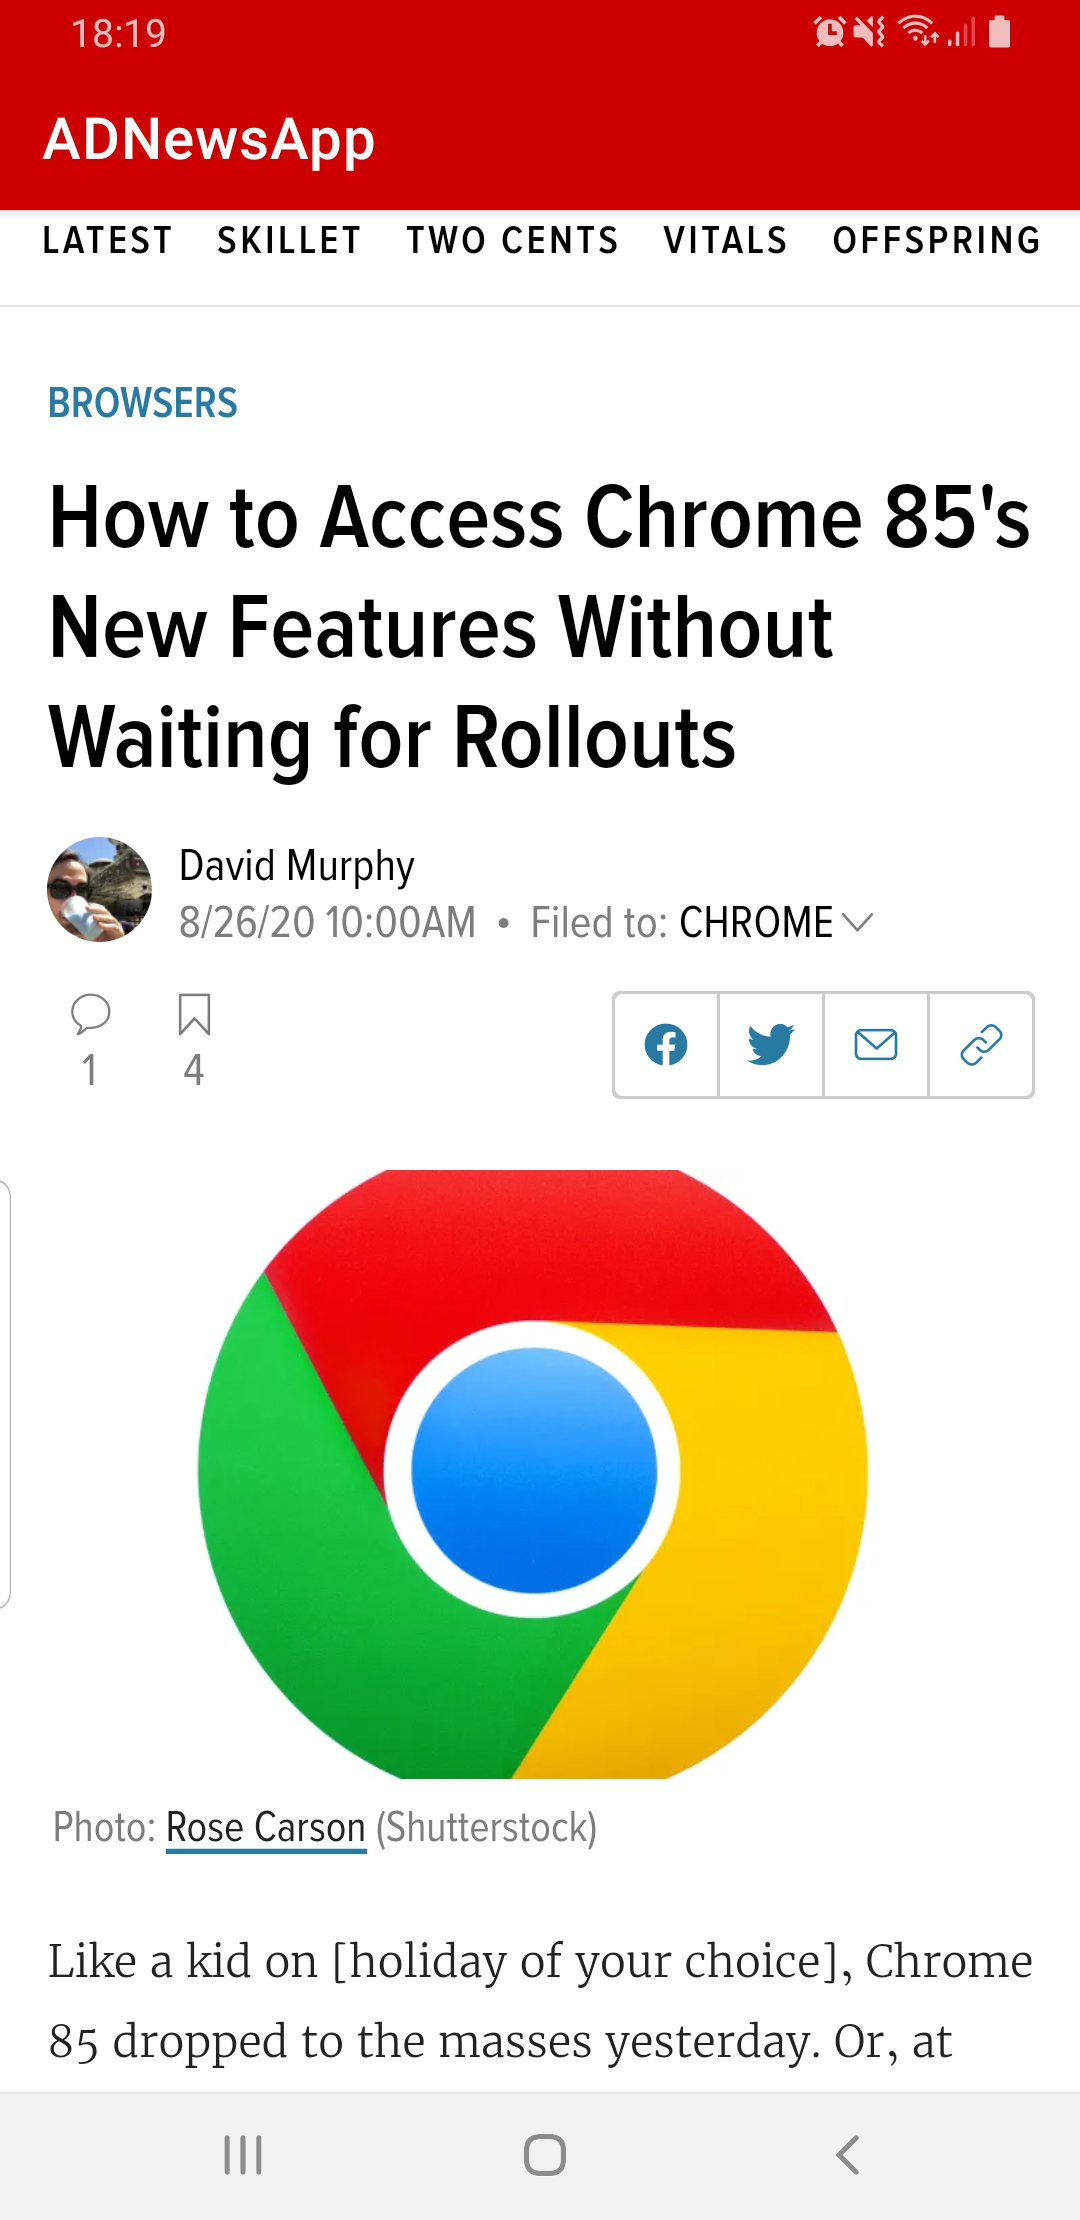 18:19
ADNewsApp
LATEST SKILLET TWO CENTS VITALS OFFSPRING
BROWSERS
How to Access Chrome 85's
New Features Without
Waiting for Rollouts
David Murphy
8/26/20 10:00AM • Filed to: CHROME
1 4
Photo: Rose Carson (Shutterstock)
Like a kid on [holiday of your choice], Chrome
85 dropped to the masses yesterday. Or, at